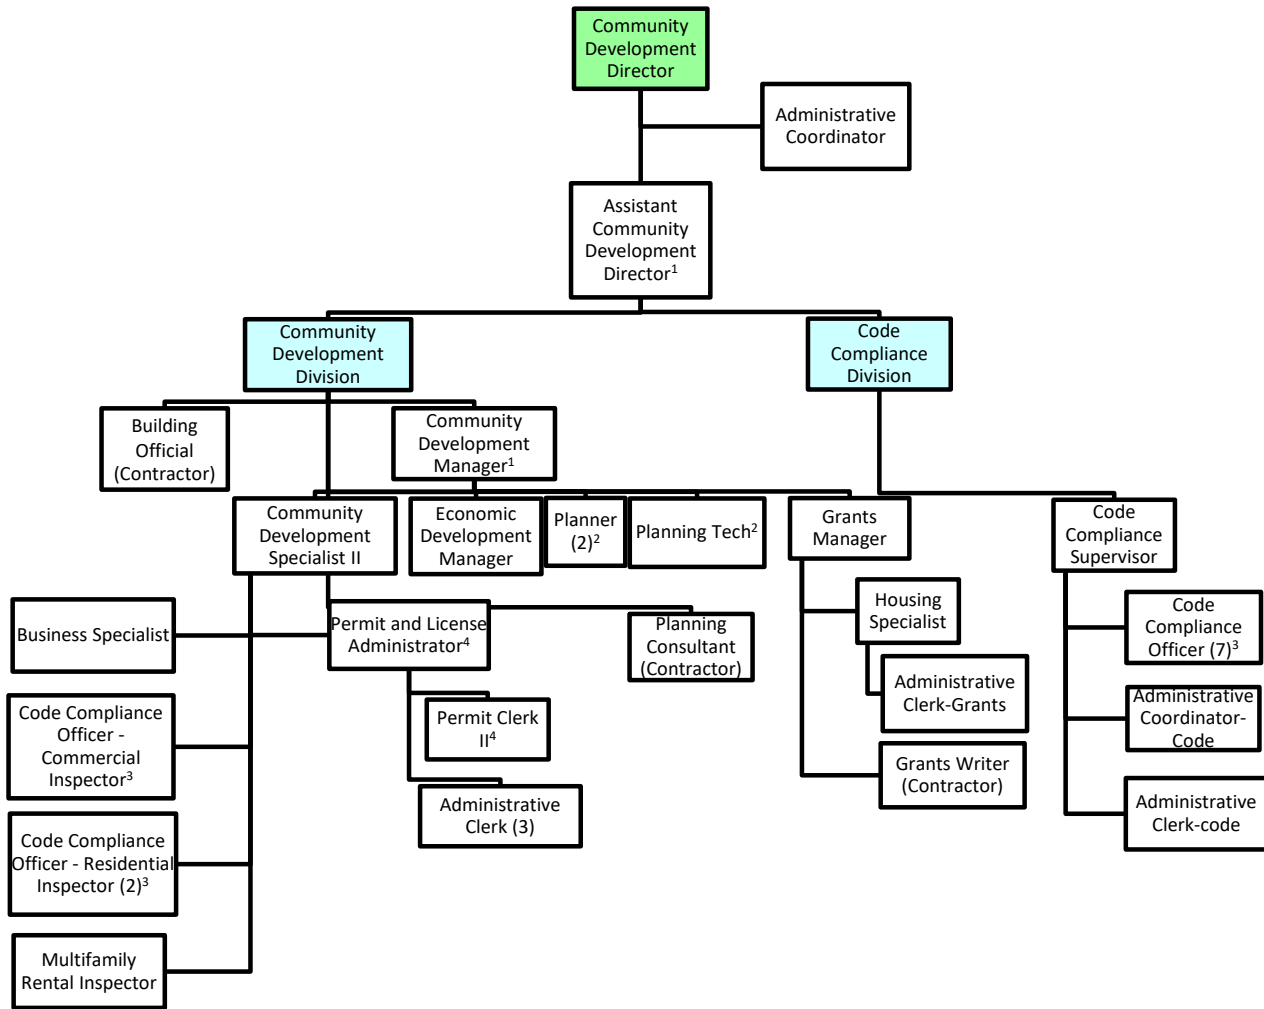 Community
Development
Director
Administrative
Coordinator
Assistant
Community
Development
Director¹
Community
Development
Division
Code
Compliance
Division
Building
Official
(Contractor)
Community
Development
Manager¹
Community
Development
Specialist II
Economic
Development
Manager
Planner
(2)²
Planning Tech²
Grants
Manager
Code
Compliance
Supervisor
Business Specialist
Permit and License
Administrator⁴
Planning
Consultant
(Contractor)
Housing
Specialist
Code
Compliance
Officer (7)³
Code Compliance
Officer -
Commercial
Inspector³
Permit Clerk
II⁴
Administrative
Clerk-Grants
Administrative
Coordinator-
Code
Administrative
Clerk (3)
Grants Writer
(Contractor)
Administrative
Clerk-code
Code Compliance
Officer - Residential
Inspector (2)³
Multifamily
Rental Inspector